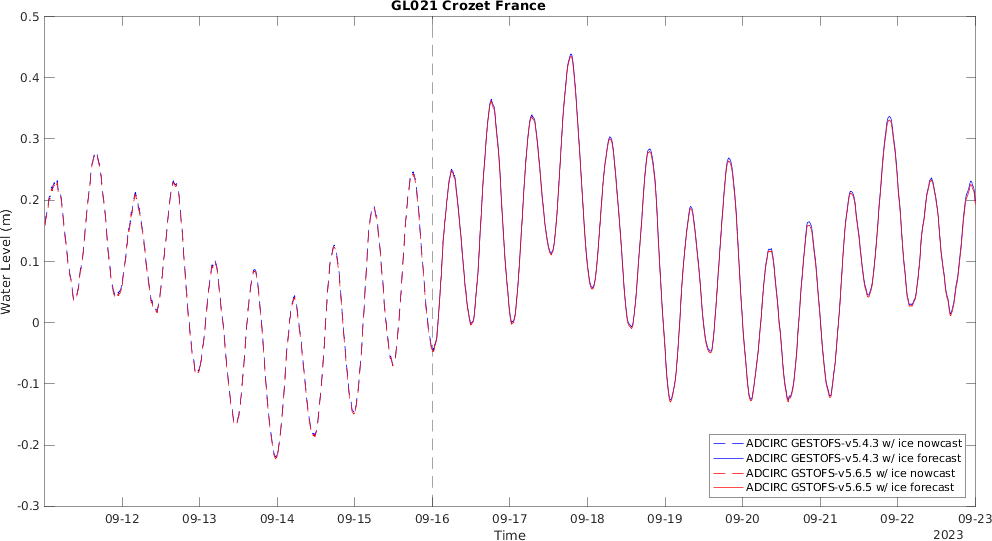 GL021 Crozet France
0.5
0.4
0.3
0.2
0.1
0
-0.1
-0.2
-0.3
Water Level (m)
09-12 09-13 09-14 09-15 09-16 09-17 09-18 09-19 09-20 09-21 09-22 09-23
Time
2023
ADCIRC GESTOFS-v5.4.3 w/ ice nowcast
ADCIRC GESTOFS-v5.4.3 w/ ice forecast
ADCIRC GSTOFS-v5.6.5 w/ ice nowcast
ADCIRC GSTOFS-v5.6.5 w/ ice forecast